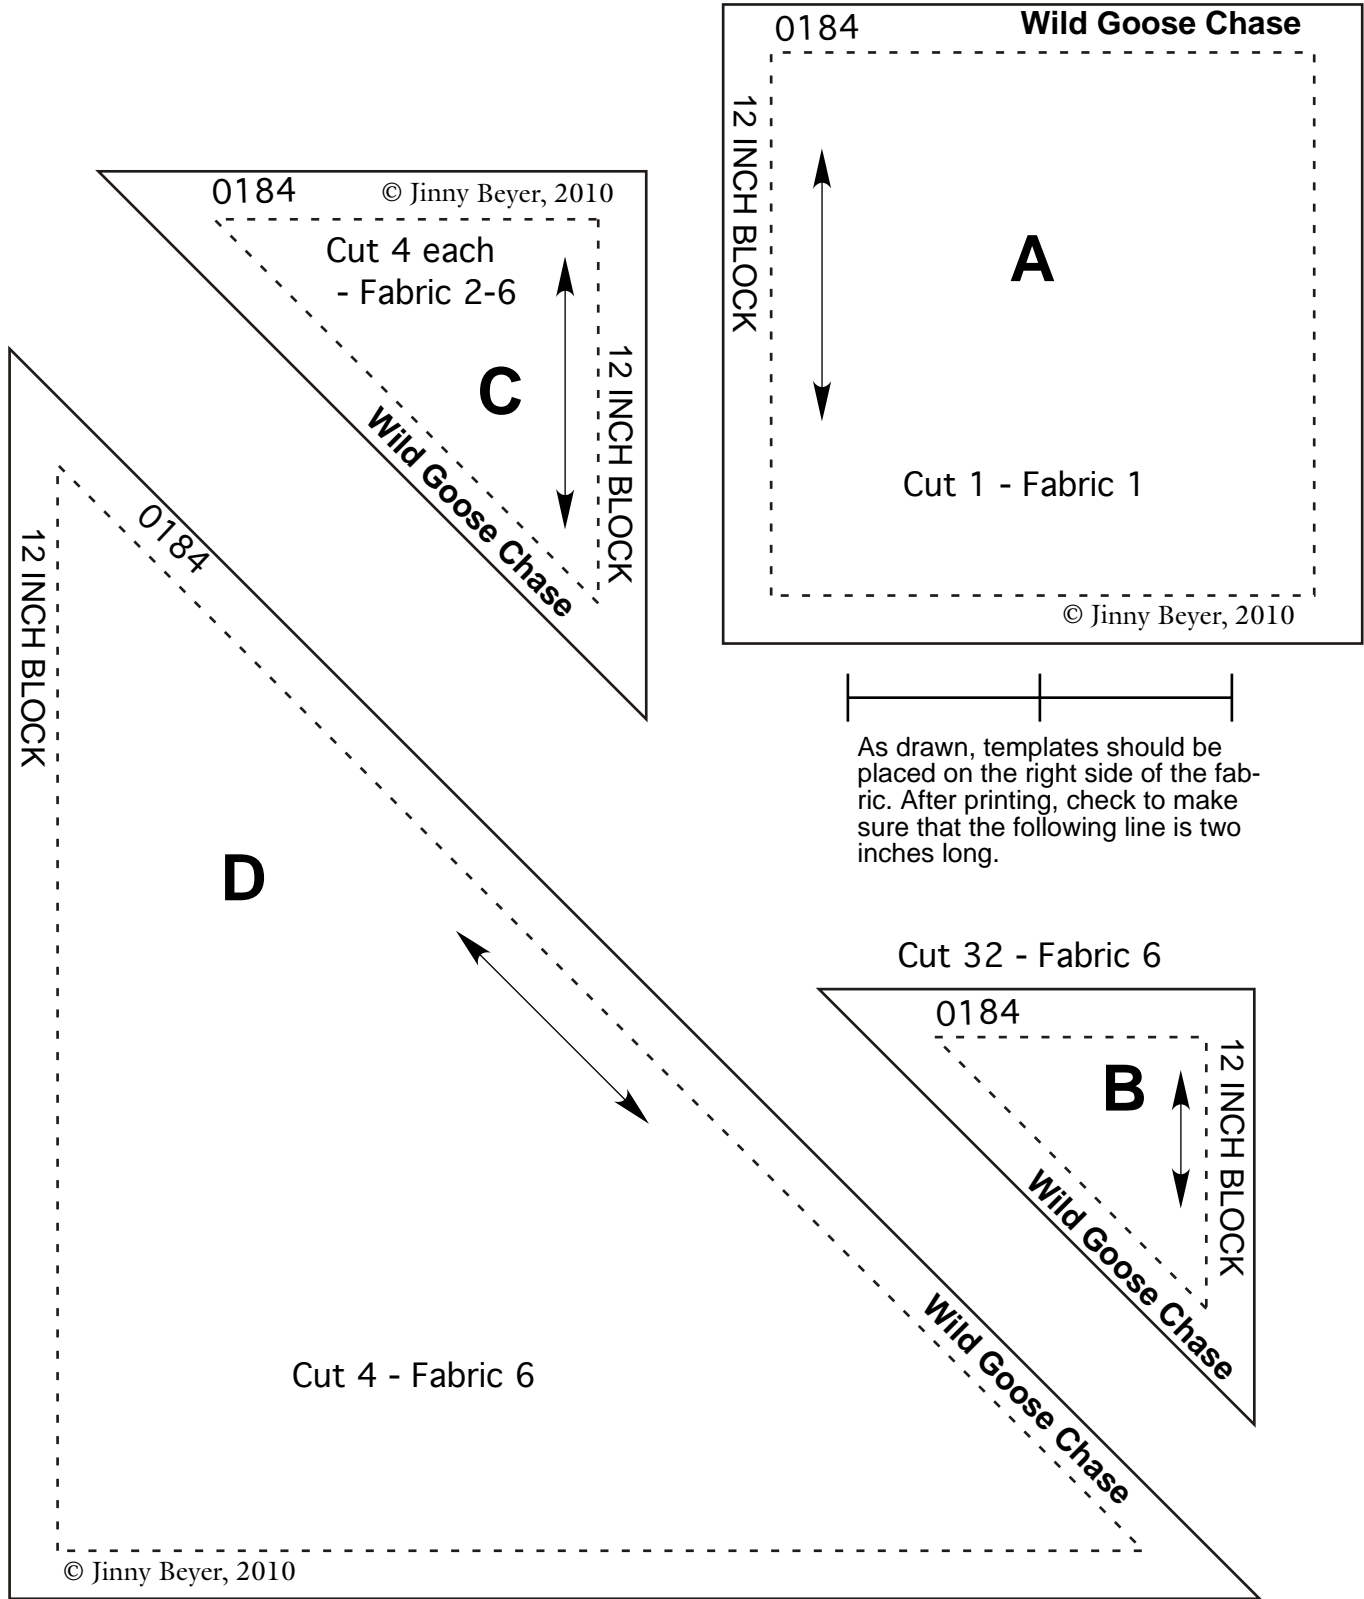 0184
Wild Goose Chase
12 INCH BLOCK
A
Cut 1 - Fabric 1
© Jinny Beyer, 2010
0184
© Jinny Beyer, 2010
Cut 4 each
- Fabric 2-6
C
12 INCH BLOCK
Wild Goose Chase
As drawn, templates should be
placed on the right side of the fab-
ric. After printing, check to make
sure that the following line is two
inches long.
0184
12 INCH BLOCK
D
Cut 4 - Fabric 6
Wild Goose Chase
© Jinny Beyer, 2010
Cut 32 - Fabric 6
0184
B
12 INCH BLOCK
Wild Goose Chase